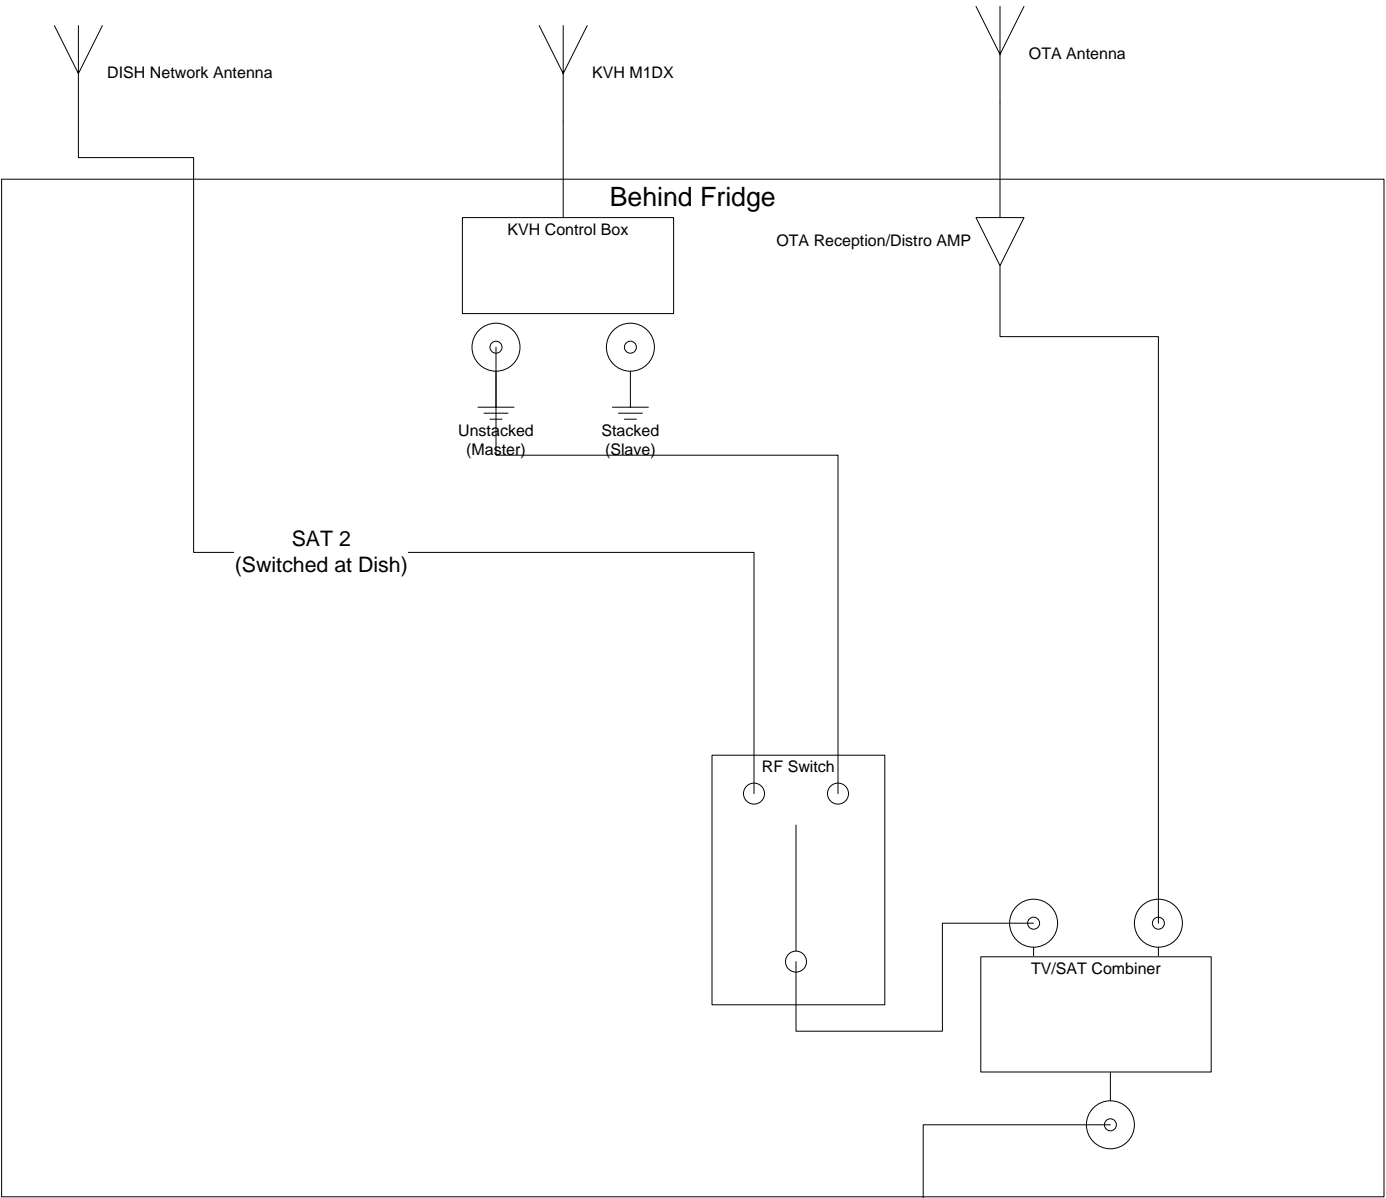 OTA Antenna
DISH Network Antenna
KVH M1DX
Behind Fridge
KVH Control Box
OTA Reception/Distro AMP
Unstacked
(Master)
Stacked
(Slave)
SAT 2
(Switched at Dish)
RF Switch
TV/SAT Combiner